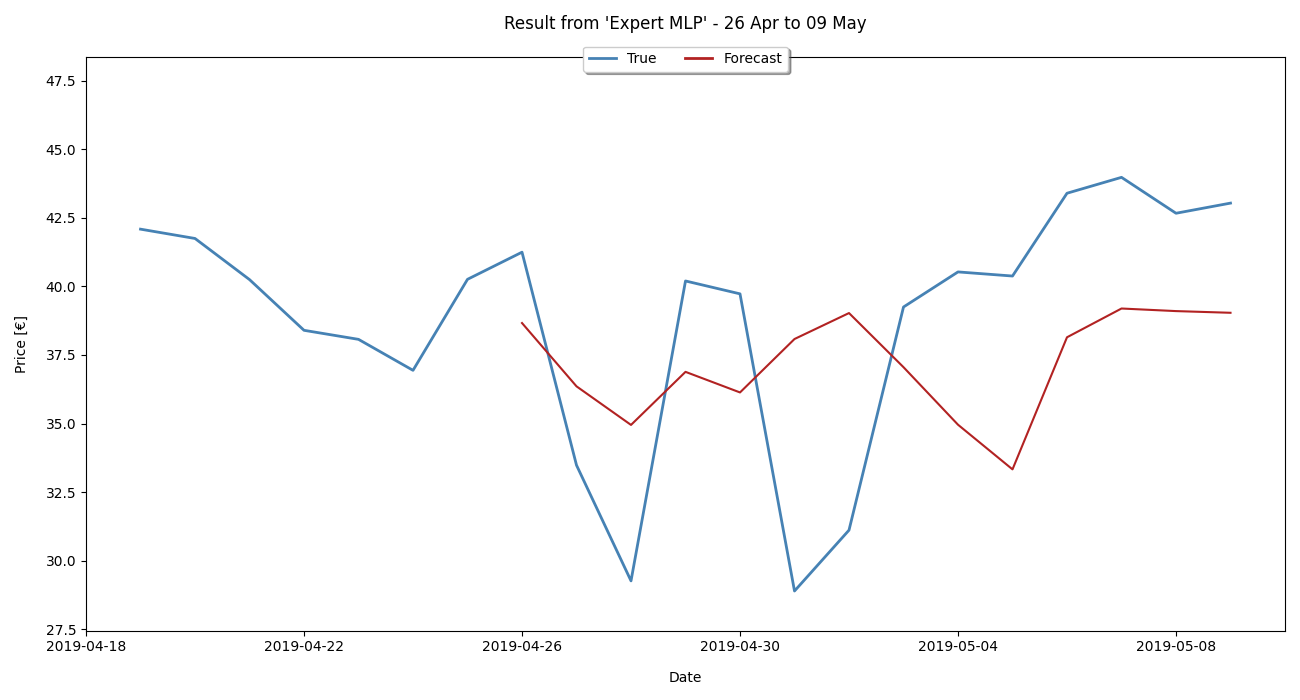 Result from 'Expert MLP' - 26 Apr to 09 May
True Forecast
47.5
45.0
42.5
40.0
37.5
35.0
32.5
30.0
27.5
Price [€]
2019-04-18 2019-04-22 2019-04-26 2019-04-30 2019-05-04 2019-05-08
Date